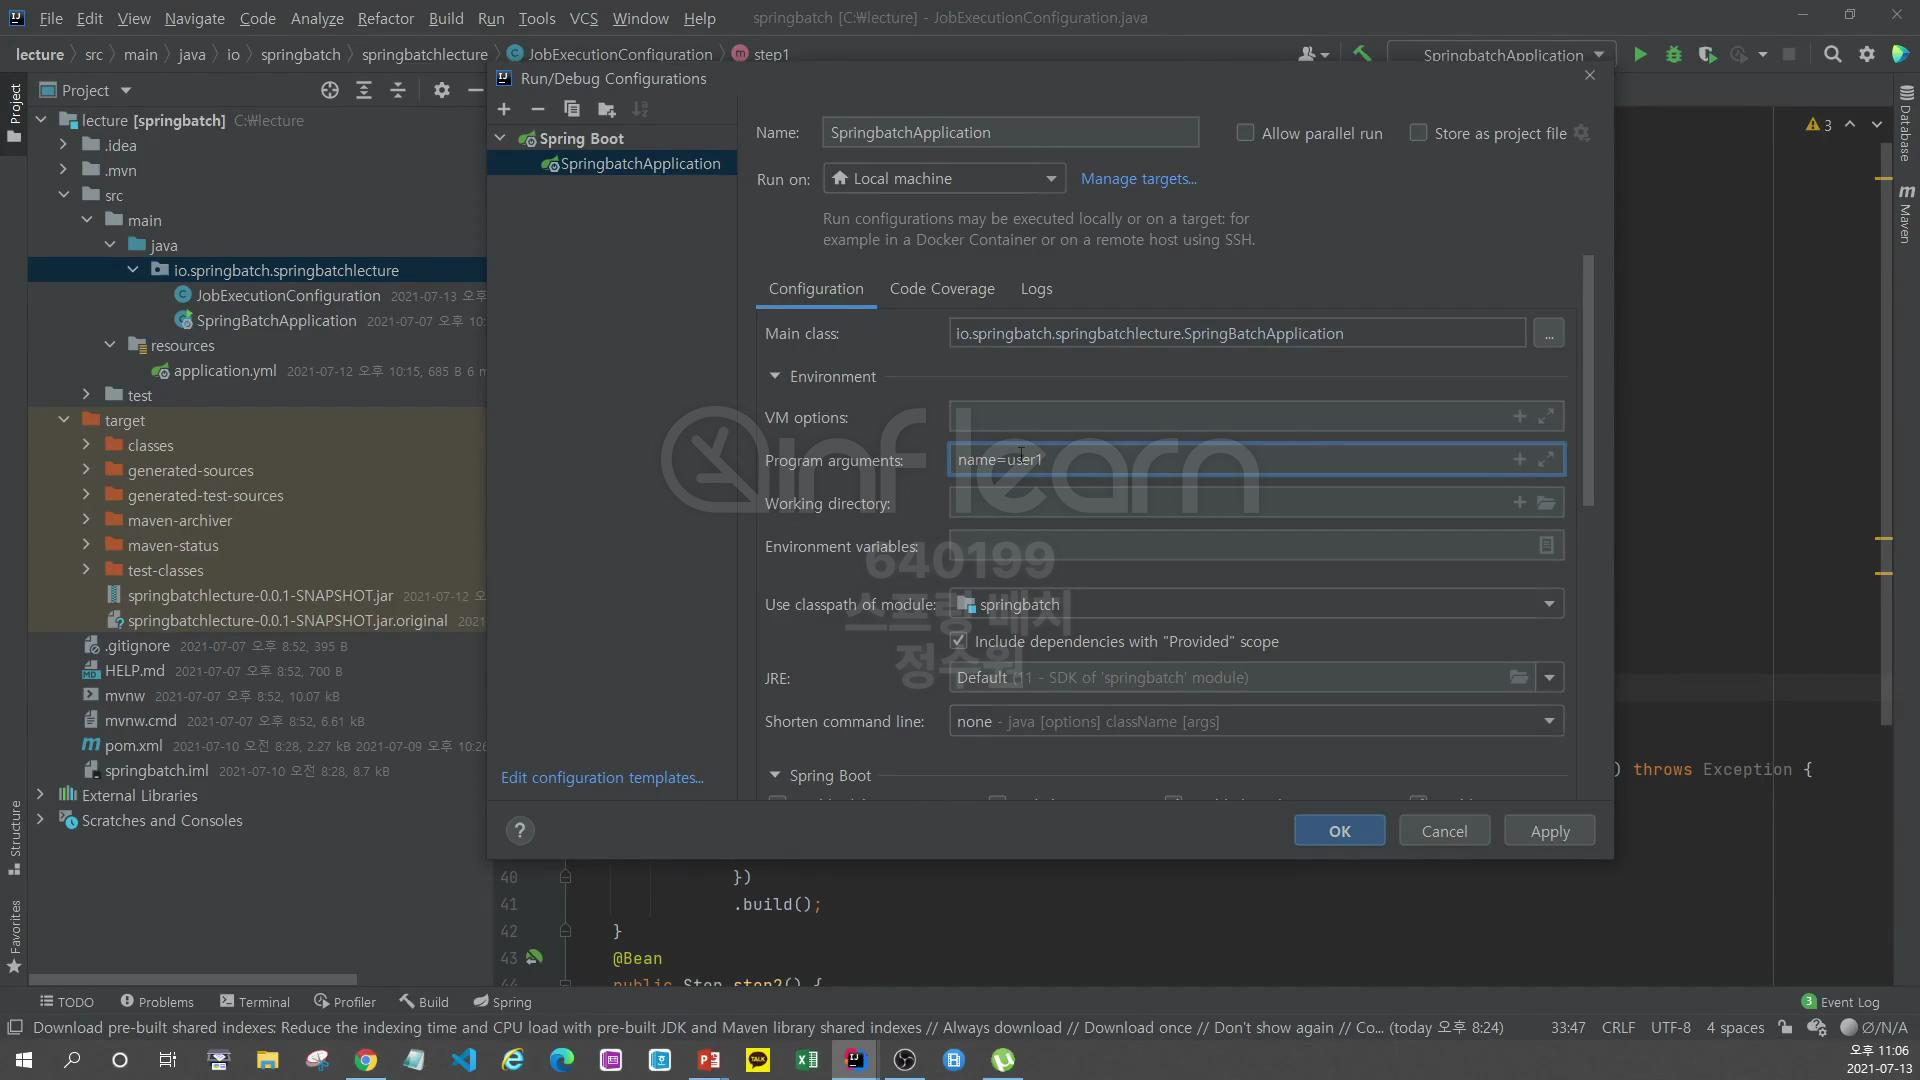 File Edit View Navigate Code Analyze Refactor Build Run Tools VCS Window Help springbatch [C:₩lecture] - JobExecutionConfiguration.java
lecture src main java io springbatch springbatchlecture JobExecutionConfiguration step1 SpringbatchApplication
Project
Run/Debug Configurations
Project
lecture [springbatch] C:₩lecture
.idea
.mvn
src
main
java
io.springbatch.springbatchlecture
JobExecutionConfiguration 2021-07-13 오후
SpringBatchApplication 2021-07-07 오후 10:
resources
application.yml 2021-07-12 오후 10:15, 685 B 6 m
test
target
classes
generated-sources
generated-test-sources
maven-archiver
maven-status
test-classes
springbatchlecture-0.0.1-SNAPSHOT.jar 2021-07-12 오
springbatchlecture-0.0.1-SNAPSHOT.jar.original 2021
.gitignore 2021-07-07 오후 8:52, 395 B
HELP.md 2021-07-07 오후 8:52, 700 B
mvnw 2021-07-07 오후 8:52, 10.07 kB
mvnw.cmd 2021-07-07 오후 8:52, 6.61 kB
pom.xml 2021-07-10 오전 8:28, 2.27 kB 2021-07-09 오후 10:26
springbatch.iml 2021-07-10 오전 8:28, 8.7 kB
External Libraries
Scratches and Consoles
Structure
Favorites
Spring Boot
SpringbatchApplication
Edit configuration templates...
Name: SpringbatchApplication Allow parallel run Store as project file
Run on: Local machine Manage targets...
Run configurations may be executed locally or on a target: for
example in a Docker Container or on a remote host using SSH.
Configuration Code Coverage Logs
Main class: io.springbatch.springbatchlecture.SpringBatchApplication ...
Environment
VM options:
Program arguments: name=user1
Working directory:
Environment variables:
Use classpath of module: springbatch
Include dependencies with "Provided" scope
JRE: Default (11 - SDK of 'springbatch' module)
Shorten command line: none - java [options] className [args]
Spring Boot
? OK Cancel Apply
inflearn
640199
스프링 배치
정수원
3
Database
Maven
) throws Exception {
40 })
41 .build();
42 }
43 @Bean
public Step step2() {
TODO Problems Terminal Profiler Build Spring 3 Event Log
Download pre-built shared indexes: Reduce the indexing time and CPU load with pre-built JDK and Maven library shared indexes // Always download // Download once // Don't show again // Co... (today 오후 8:24) 33:47 CRLF UTF-8 4 spaces Ø/N/A
오후 11:06
2021-07-13